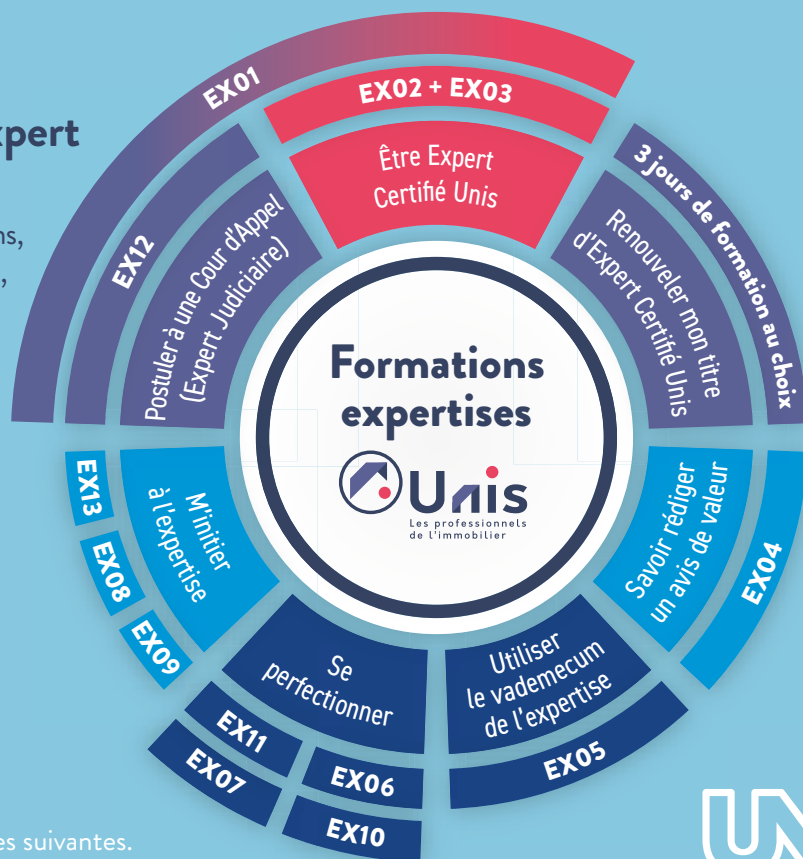 xpert
ns,
,
EX01
EX02 + EX03
Être Expert
Certifié Unis
3 jours de formation au choix
Renouveler mon titre
d'Expert Certifié Unis
EX12
Postuler à une Cour d'Appel
(Expert Judiciaire)
Formations
expertises
Unis
Les professionnels
de l'immobilier
EX13
EX08
EX09
M'initier
à l'expertise
Savoir rédiger
un avis de valeur
EX04
Se
perfectionner
EX11
EX07
EX06
EX10
Utiliser
le vademecum
de l'expertise
EX05
es suivantes.
UN